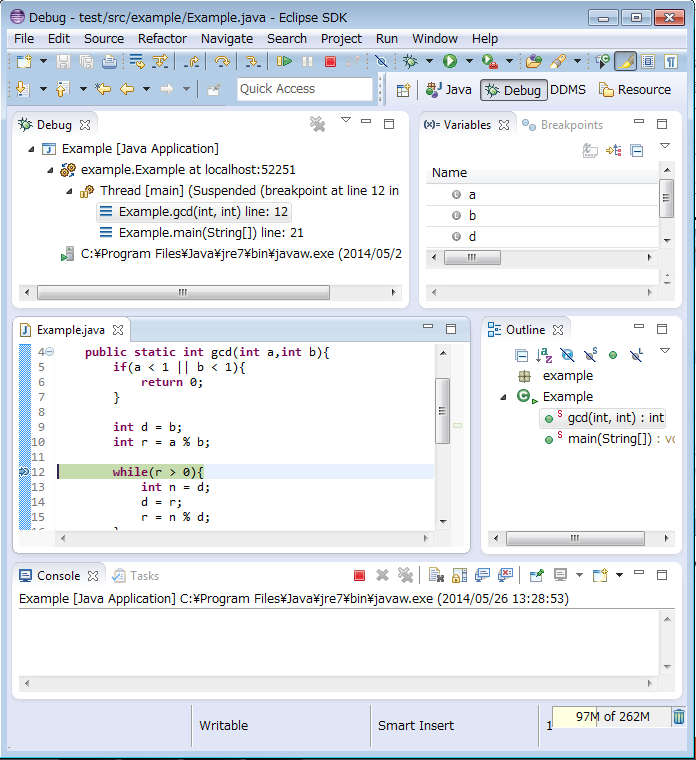 Debug - test/src/example/Example.java - Eclipse SDK
File Edit Source Refactor Navigate Search Project Run Window Help
Quick Access
Java Debug DDMS Resource
Debug
Example [Java Application]
example.Example at localhost:52251
Thread [main] (Suspended (breakpoint at line 12 in
Example.gcd(int, int) line: 12
Example.main(String[]) line: 21
C:¥Program Files¥Java¥jre7¥bin¥javaw.exe (2014/05/2
(x)= Variables Breakpoints
Name
a
b
d
Example.java
4 public static int gcd(int a,int b){
5 if(a < 1 || b < 1){
6 return 0;
7 }
8
9 int d = b;
10 int r = a % b;
11
12 while(r > 0){
13 int n = d;
14 d = r;
15 r = n % d;
16 }
Outline
example
Example
gcd(int, int) : int
main(String[]) : vo
Console Tasks
Example [Java Application] C:¥Program Files¥Java¥jre7¥bin¥javaw.exe (2014/05/26 13:28:53)
Writable Smart Insert 1 97M of 262M